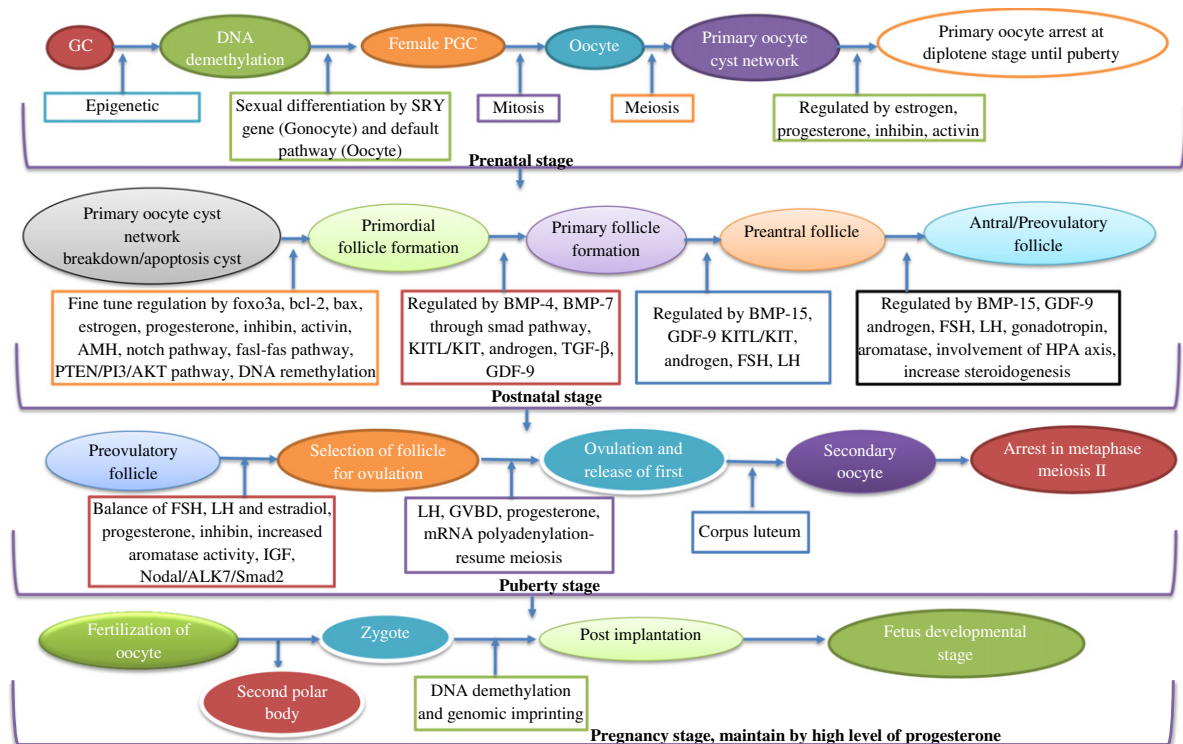 GC
DNA
demethylation
Female PGC
Oocyte
Primary oocyte
cyst network
Primary oocyte arrest at
diplotene stage until puberty
Epigenetic
Sexual differentiation by SRY
gene (Gonocyte) and default
pathway (Oocyte)
Mitosis
Meiosis
Regulated by estrogen,
progesterone, inhibin, activin
Prenatal stage
Primary oocyte cyst
network
breakdown/apoptosis cyst
Primordial
follicle formation
Primary follicle
formation
Preantral follicle
Antral/Preovulatory
follicle
Fine tune regulation by foxo3a, bcl-2, bax,
estrogen, progesterone, inhibin, activin,
AMH, notch pathway, fasl-fas pathway,
PTEN/PI3/AKT pathway, DNA remethylation
Regulated by BMP-4, BMP-7
through smad pathway,
KITL/KIT, androgen, TGF-β,
GDF-9
Regulated by BMP-15,
GDF-9 KITL/KIT,
androgen, FSH, LH
Regulated by BMP-15, GDF-9
androgen, FSH, LH, gonadotropin,
aromatase, involvement of HPA axis,
increase steroidogenesis
Postnatal stage
Preovulatory
follicle
Selection of follicle
for ovulation
Ovulation and
release of first
Secondary
oocyte
Arrest in metaphase
meiosis II
Balance of FSH, LH and estradiol,
progesterone, inhibin, increased
aromatase activity, IGF,
Nodal/ALK7/Smad2
LH, GVBD, progesterone,
mRNA polyadenylation-
resume meiosis
Corpus luteum
Puberty stage
Fertilization of
oocyte
Zygote
Post implantation
Fetus developmental
stage
Second polar
body
DNA demethylation
and genomic imprinting
Pregnancy stage, maintain by high level of progesterone